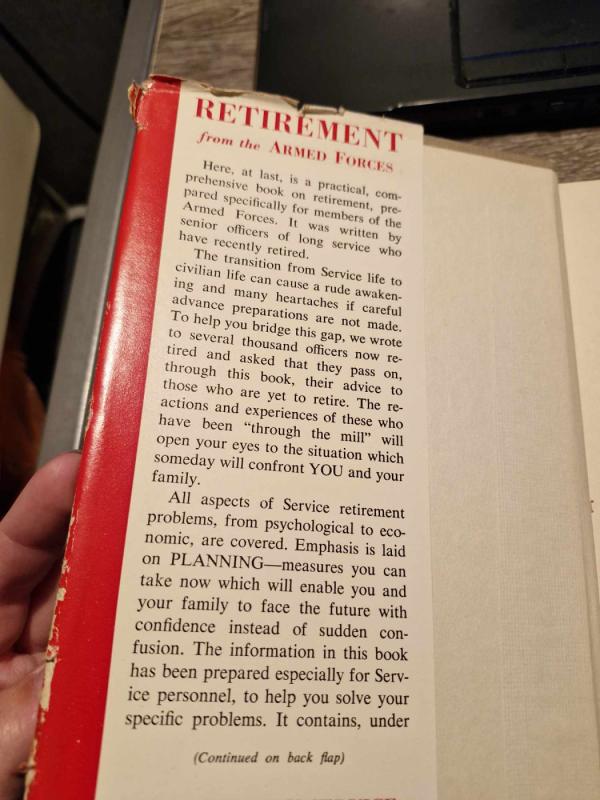 RETIREMENT
from the ARMED FORCES
Here, at last, is a practical, com-
prehensive book on retirement, pre-
pared specifically for members of the
Armed Forces. It was written by
senior officers of long service who
have recently retired.
The transition from Service life to
civilian life can cause a rude awaken-
ing and many heartaches if careful
advance preparations are not made.
To help you bridge this gap, we wrote
to several thousand officers now re-
tired and asked that they pass on,
through this book, their advice to
those who are yet to retire. The re-
actions and experiences of these who
have been "through the mill" will
open your eyes to the situation which
someday will confront YOU and your
family.
All aspects of Service retirement
problems, from psychological to eco-
nomic, are covered. Emphasis is laid
on PLANNING—measures you can
take now which will enable you and
your family to face the future with
confidence instead of sudden con-
fusion. The information in this book
has been prepared especially for Serv-
ice personnel, to help you solve your
specific problems. It contains, under
(Continued on back flap)